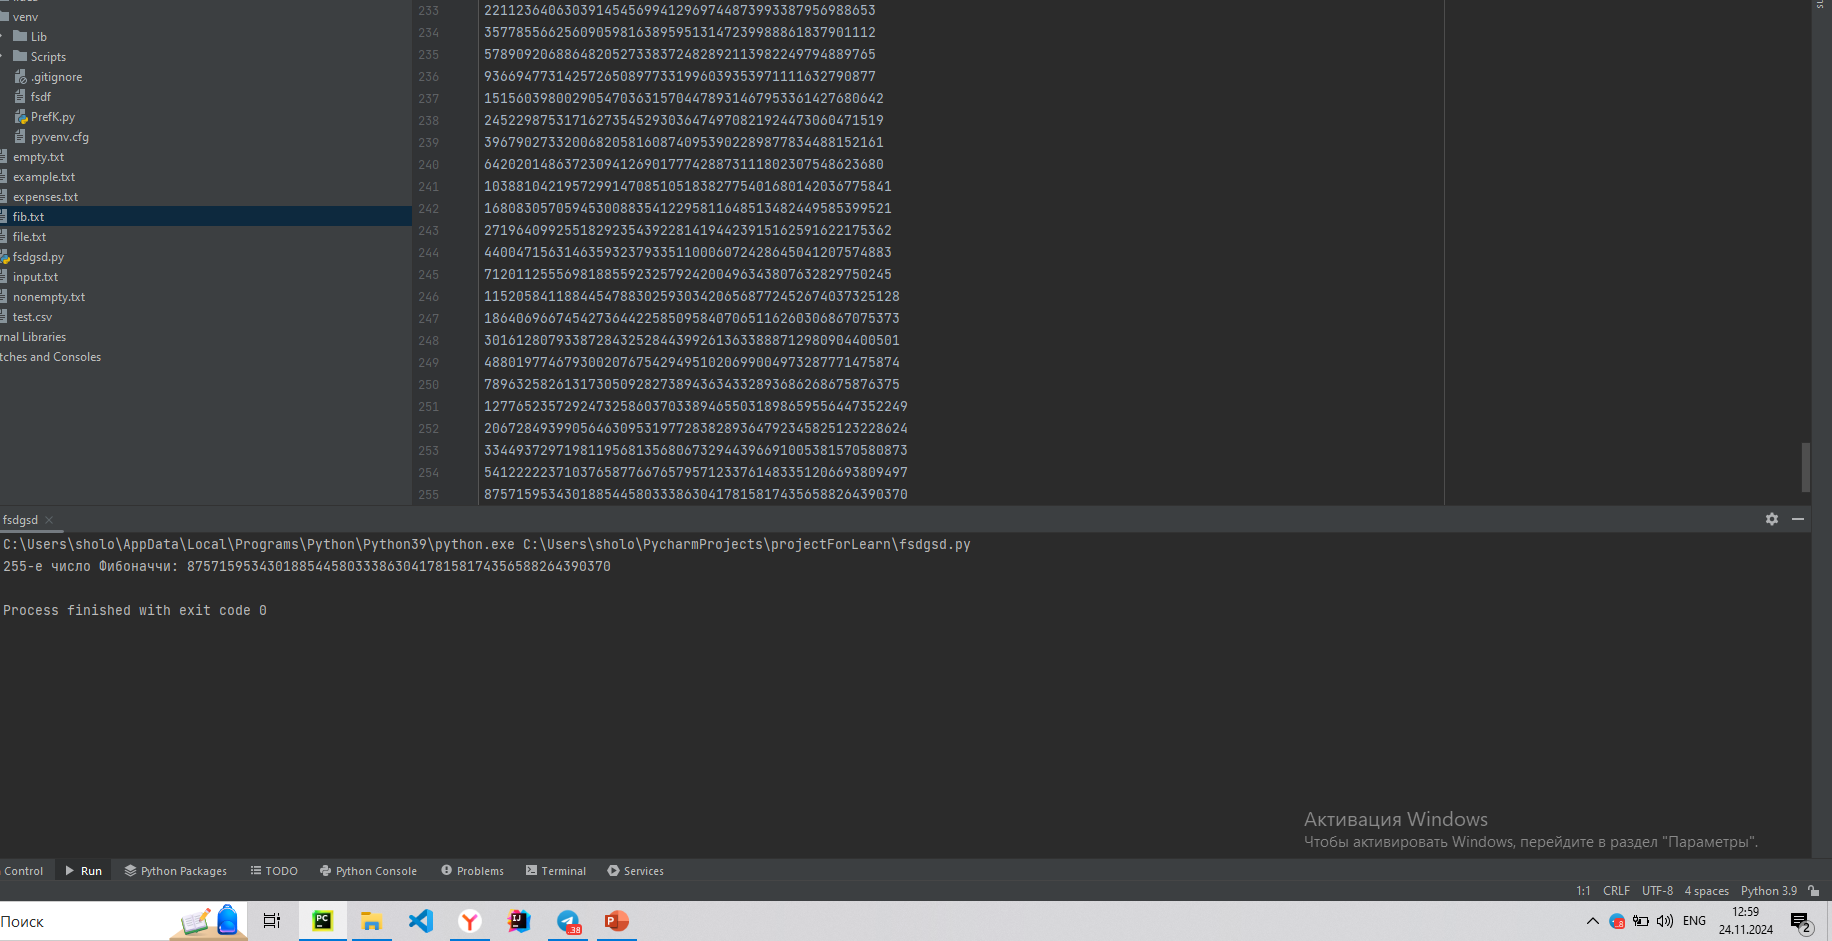 venv
Lib
Scripts
.gitignore
fsdf
PrefK.py
pyvenv.cfg
empty.txt
example.txt
expenses.txt
fib.txt
file.txt
fsdgsd.py
input.txt
nonempty.txt
test.csv
rnal Libraries
tches and Consoles
233 2211236406303914545699412969744873993387956988653
234 3577855662560905981638959513147239988861837901112
235 5789092068864820527338372482892113982249794889765
236 9366947731425726508977331996039353971111632790877
237 15156039800290547036315704478931467953361427680642
238 24522987531716273545293036474970821924473060471519
239 39679027332006820581608740953902289877834488152161
240 64202014863723094126901777428873111802307548623680
241 103881042195729914708510518382775401680142036775841
242 168083057059453008835412295811648513482449585399521
243 271964099255182923543922814194423915162591622175362
244 440047156314635932379335110006072428645041207574883
245 712011255569818855923257924200496343807632829750245
246 1152058411884454788302593034206568772452674037325128
247 1864069667454273644225850958407065116260306867075373
248 3016128079338728432528443992613633888712980904400501
249 4880197746793002076754294951020699004973287771475874
250 7896325826131730509282738943634332893686268675876375
251 12776523572924732586037033894655031898659556447352249
252 20672849399056463095319772838289364792345825123228624
253 33449372971981195681356806732944396691005381570580873
254 54122222371037658776676579571233761483351206693809497
255 87571595343018854458033386304178158174356588264390370
fsdgsd
C:\Users\sholo\AppData\Local\Programs\Python\Python39\python.exe C:\Users\sholo\PycharmProjects\projectForLearn\fsdgsd.py
255-е число Фибоначчи: 87571595343018854458033386304178158174356588264390370
Process finished with exit code 0
Активация Windows
Чтобы активировать Windows, перейдите в раздел "Параметры".
Control Run Python Packages TODO Python Console Problems Terminal Services
1:1 CRLF UTF-8 4 spaces Python 3.9
Поиск
ENG
12:59
24.11.2024
2